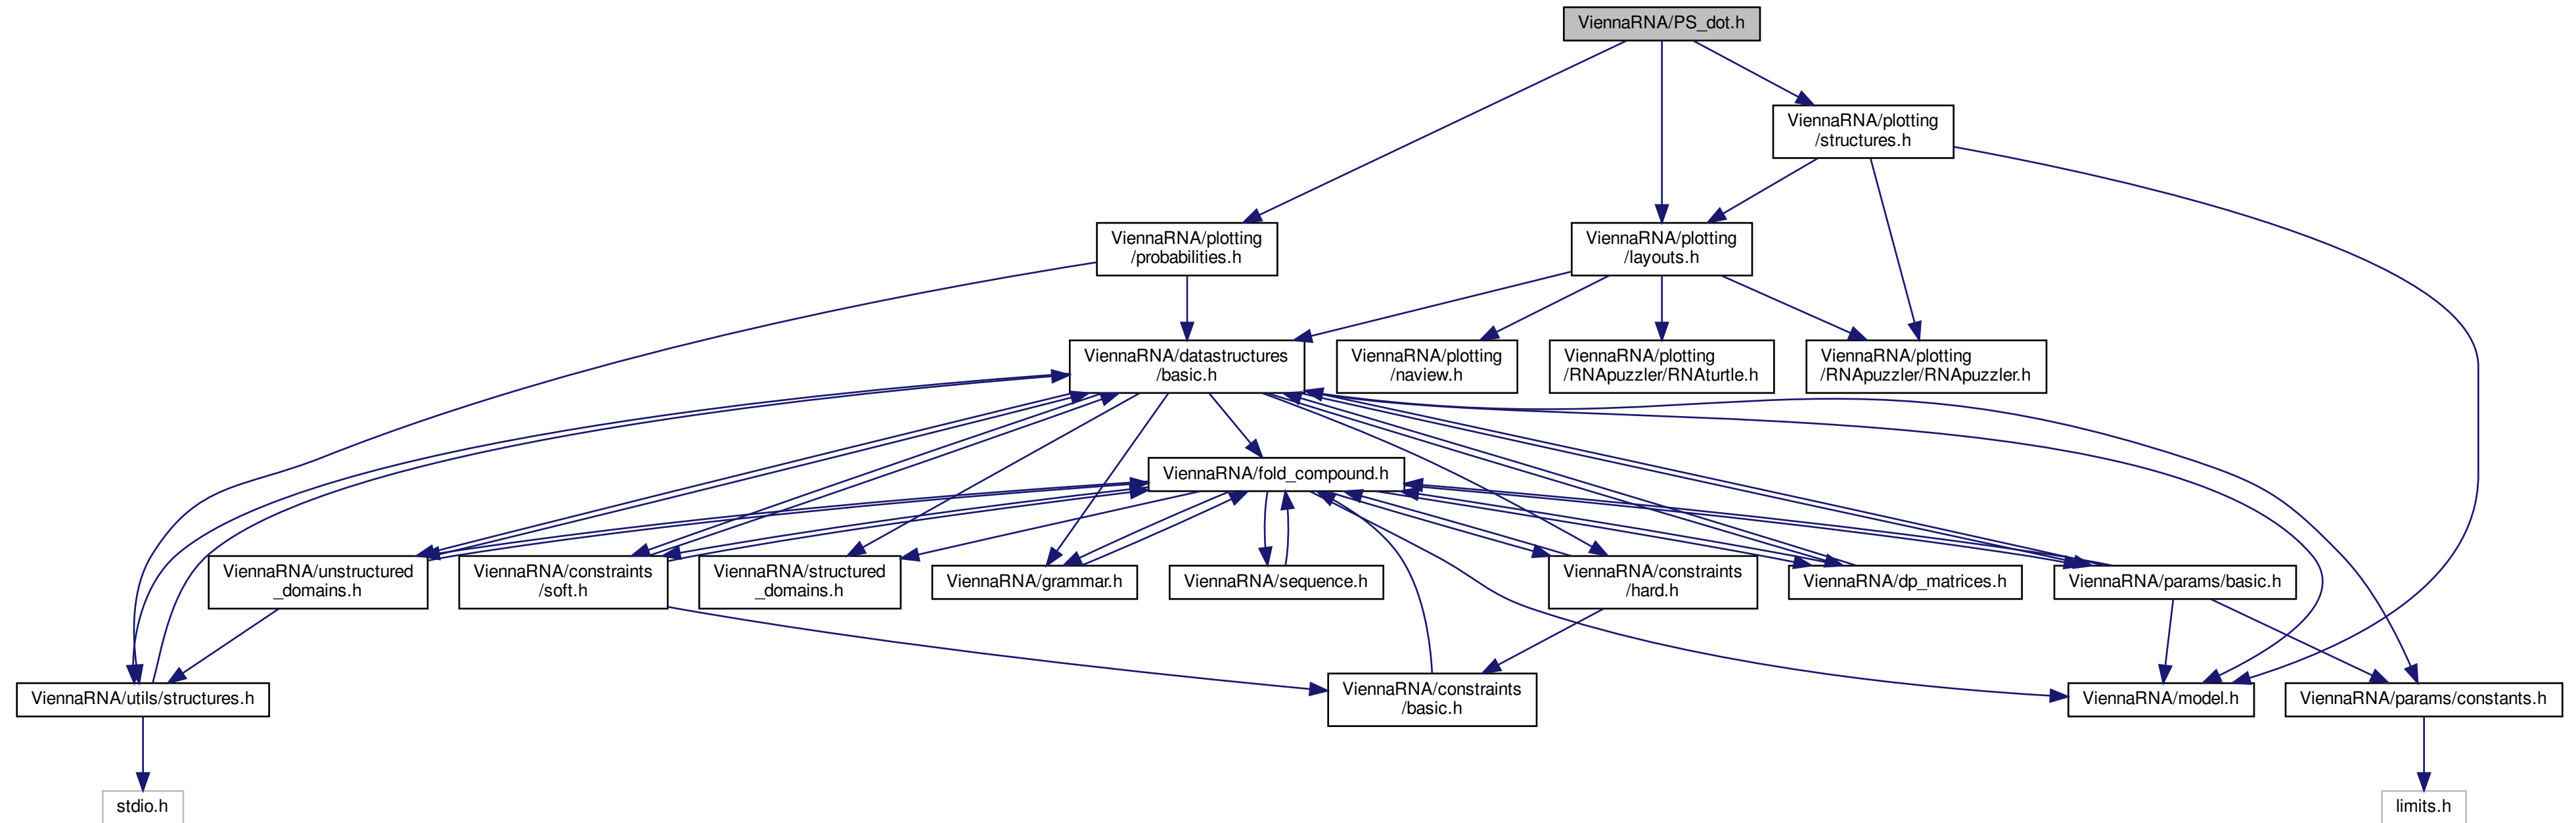 ViennaRNA/PS_dot.h
ViennaRNA/plotting
/structures.h
ViennaRNA/plotting
/probabilities.h
ViennaRNA/plotting
/layouts.h
ViennaRNA/datastructures
/basic.h
ViennaRNA/plotting
/naview.h
ViennaRNA/plotting
/RNApuzzler/RNAturtle.h
ViennaRNA/plotting
/RNApuzzler/RNApuzzler.h
ViennaRNA/fold_compound.h
ViennaRNA/unstructured
_domains.h
ViennaRNA/constraints
/soft.h
ViennaRNA/structured
_domains.h
ViennaRNA/grammar.h
ViennaRNA/sequence.h
ViennaRNA/constraints
/hard.h
ViennaRNA/dp_matrices.h
ViennaRNA/params/basic.h
ViennaRNA/utils/structures.h
ViennaRNA/constraints
/basic.h
ViennaRNA/model.h
ViennaRNA/params/constants.h
stdio.h
limits.h